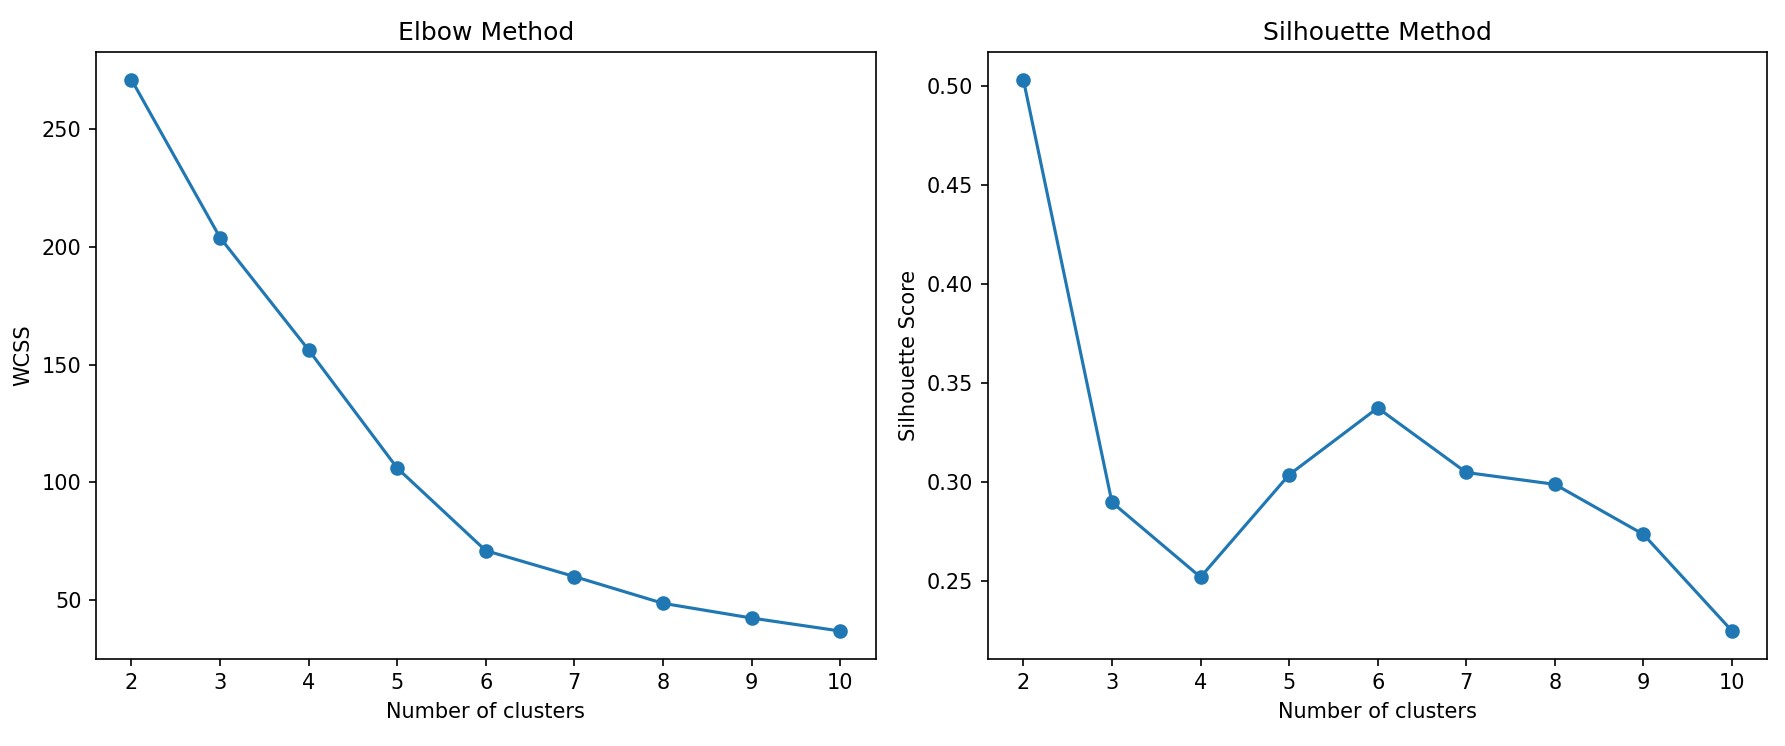 Elbow Method
WCSS
250
200
150
100
50
2 3 4 5 6 7 8 9 10
Number of clusters
Silhouette Method
Silhouette Score
0.50
0.45
0.40
0.35
0.30
0.25
2 3 4 5 6 7 8 9 10
Number of clusters